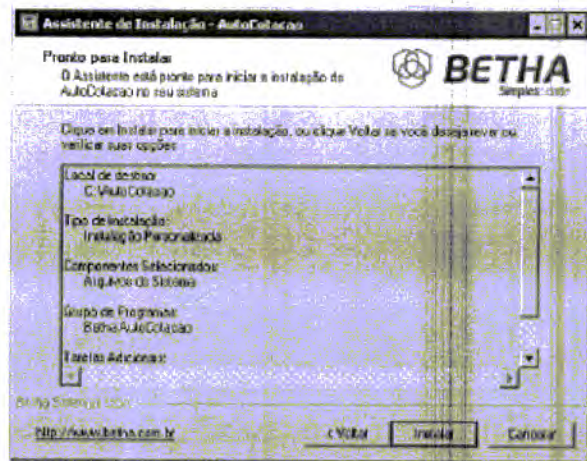 Assistente de Instalação - AutoCotacao
Pronto para Instalar
O Assistente está pronto para iniciar a instalação de
AutoCotacao no seu sistema
BETHA
Clique em Instalar para iniciar a instalação, ou clique Voltar se você deseja rever ou
verificar suas opções
Local de destino:
C:\AutoCotacao
Tipo de instalação:
Instalação Personalizada
Componentes Selecionados:
Arquivos do Sistema
Grupo de Programas:
Betha AutoCotacao
Tarefas Adicionais:
Betha Sistemas
http://www.betha.com.br
< Voltar
Instalar
Cancelar